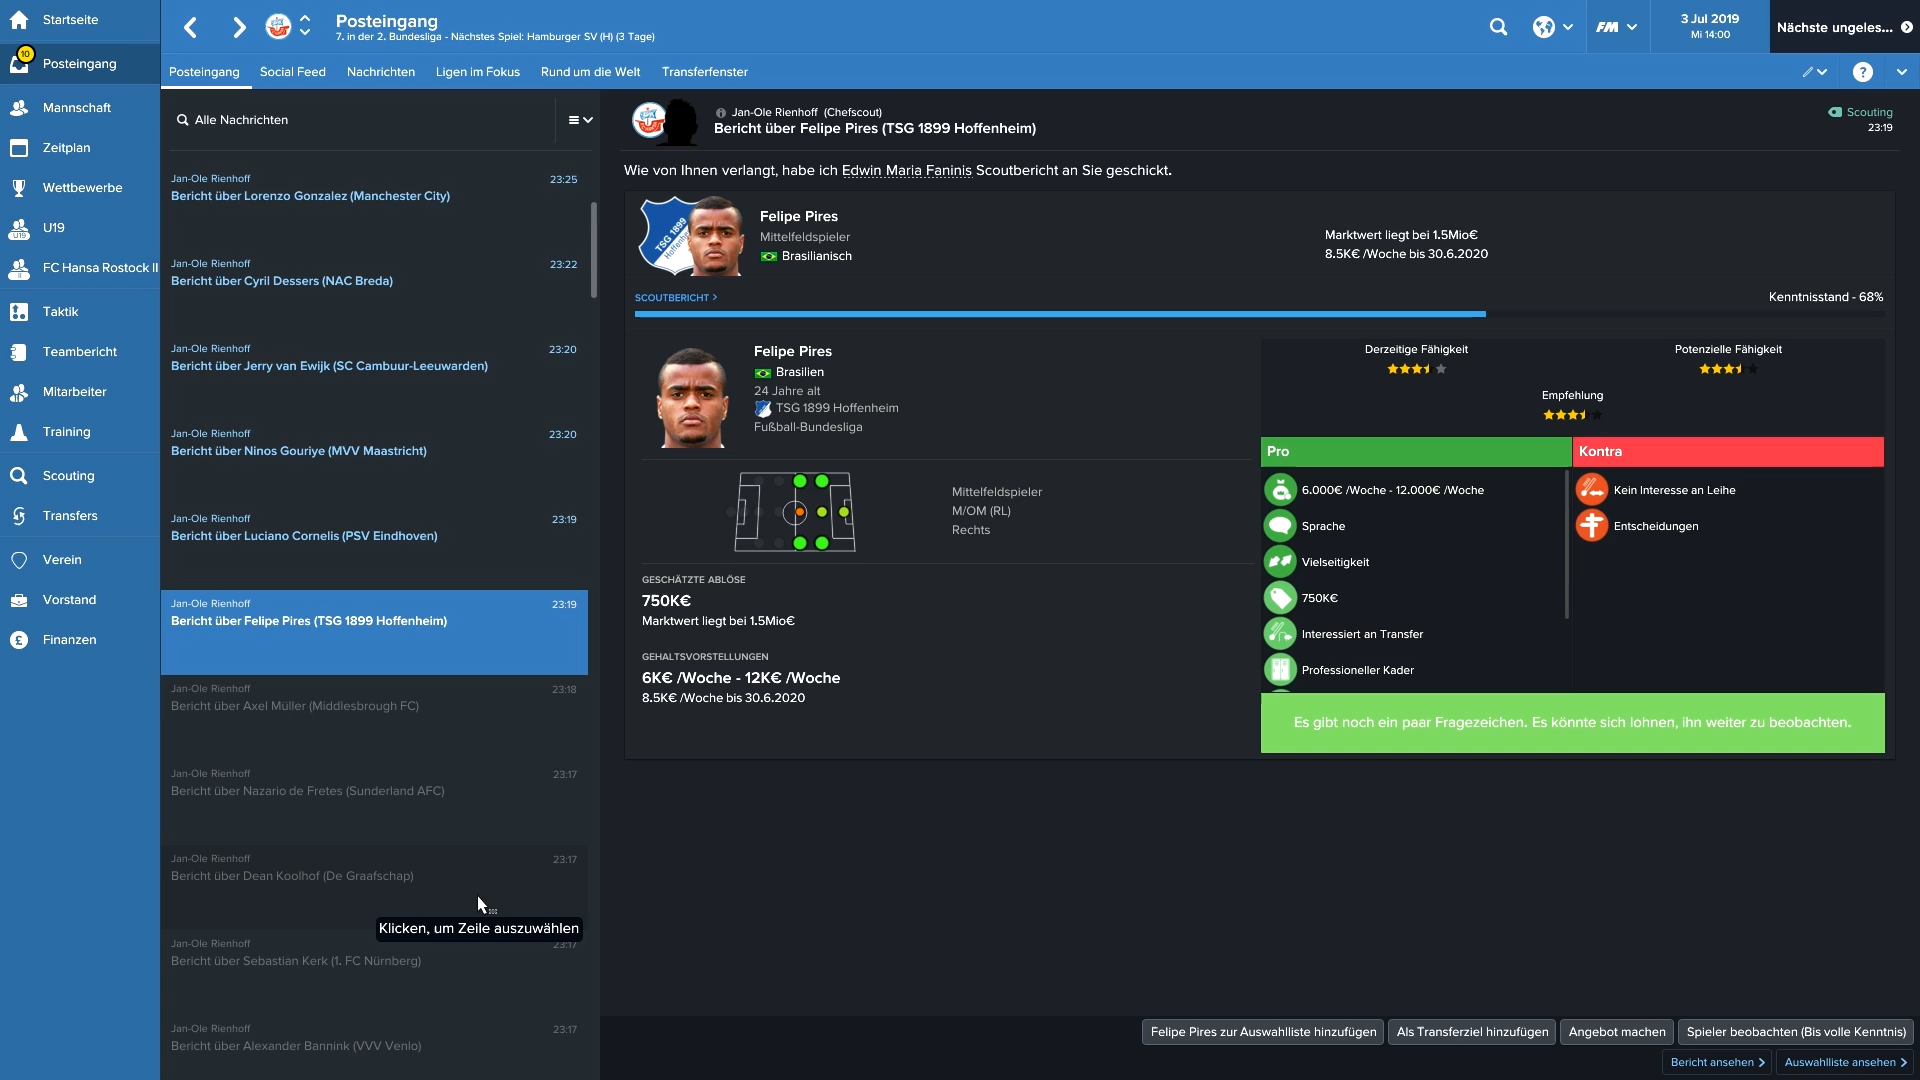 Startseite
10
Posteingang
Mannschaft
Zeitplan
Wettbewerbe
U19
U19
FC Hansa Rostock II
II
Taktik
Teambericht
Mitarbeiter
Training
Scouting
Transfers
Verein
Vorstand
Finanzen
Posteingang
7. in der 2. Bundesliga - Nächstes Spiel: Hamburger SV (H) (3 Tage)
FM
3 Jul 2019
Mi 14:00
Nächste ungeles...
Posteingang
Social Feed
Nachrichten
Ligen im Fokus
Rund um die Welt
Transferfenster
?
Alle Nachrichten
Jan-Ole Rienhoff 23:25
Bericht über Lorenzo Gonzalez (Manchester City)
Jan-Ole Rienhoff 23:22
Bericht über Cyril Dessers (NAC Breda)
Jan-Ole Rienhoff 23:20
Bericht über Jerry van Ewijk (SC Cambuur-Leeuwarden)
Jan-Ole Rienhoff 23:20
Bericht über Ninos Gouriye (MVV Maastricht)
Jan-Ole Rienhoff 23:19
Bericht über Luciano Cornelis (PSV Eindhoven)
Jan-Ole Rienhoff 23:19
Bericht über Felipe Pires (TSG 1899 Hoffenheim)
Jan-Ole Rienhoff 23:18
Bericht über Axel Müller (Middlesbrough FC)
Jan-Ole Rienhoff 23:17
Bericht über Nazario de Fretes (Sunderland AFC)
Jan-Ole Rienhoff 23:17
Bericht über Dean Koolhof (De Graafschap)
Klicken, um Zeile auszuwählen
Jan-Ole Rienhoff 23:17
Bericht über Sebastian Kerk (1. FC Nürnberg)
Jan-Ole Rienhoff 23:17
Bericht über Alexander Bannink (VVV Venlo)
Jan-Ole Rienhoff (Chefscout)
Bericht über Felipe Pires (TSG 1899 Hoffenheim)
Scouting
23:19
Wie von Ihnen verlangt, habe ich Edwin Maria Faninis Scoutbericht an Sie geschickt.
TSG 1899
Felipe Pires
Mittelfeldspieler
Brasilianisch
Marktwert liegt bei 1.5Mio€
8.5K€ /Woche bis 30.6.2020
SCOUTBERICHT >
Kenntnisstand - 68%
Felipe Pires
Brasilien
24 Jahre alt
TSG 1899 Hoffenheim
Fußball-Bundesliga
Mittelfeldspieler
M/OM (RL)
Rechts
GESCHÄTZTE ABLÖSE
750K€
Marktwert liegt bei 1.5Mio€
GEHALTSVORSTELLUNGEN
6K€ /Woche - 12K€ /Woche
8.5K€ /Woche bis 30.6.2020
Derzeitige Fähigkeit
Potenzielle Fähigkeit
Empfehlung
Pro
6.000€ /Woche - 12.000€ /Woche
Sprache
Vielseitigkeit
750K€
Interessiert an Transfer
Professioneller Kader
Kontra
Kein Interesse an Leihe
Entscheidungen
Es gibt noch ein paar Fragezeichen. Es könnte sich lohnen, ihn weiter zu beobachten.
Felipe Pires zur Auswahlliste hinzufügen
Als Transferziel hinzufügen
Angebot machen
Spieler beobachten (Bis volle Kenntnis)
Bericht ansehen >
Auswahlliste ansehen >